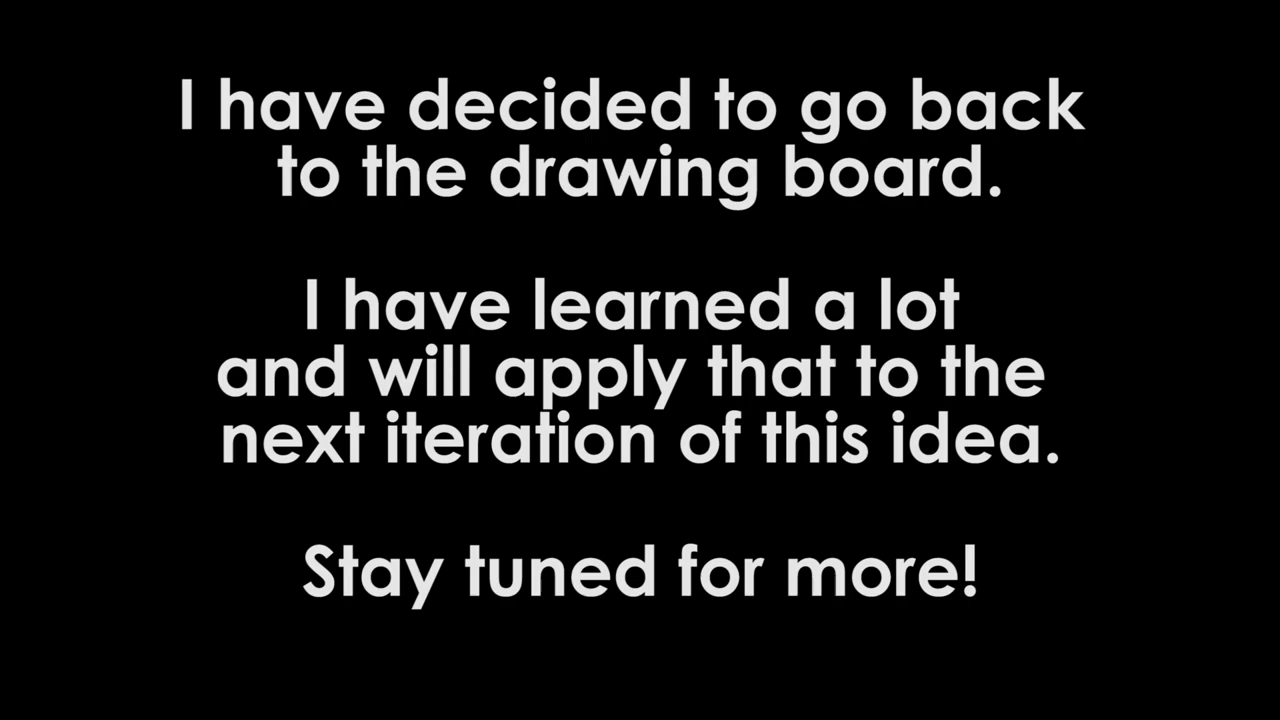 I have decided to go back
to the drawing board.
I have learned a lot
and will apply that to the
next iteration of this idea.
Stay tuned for more!